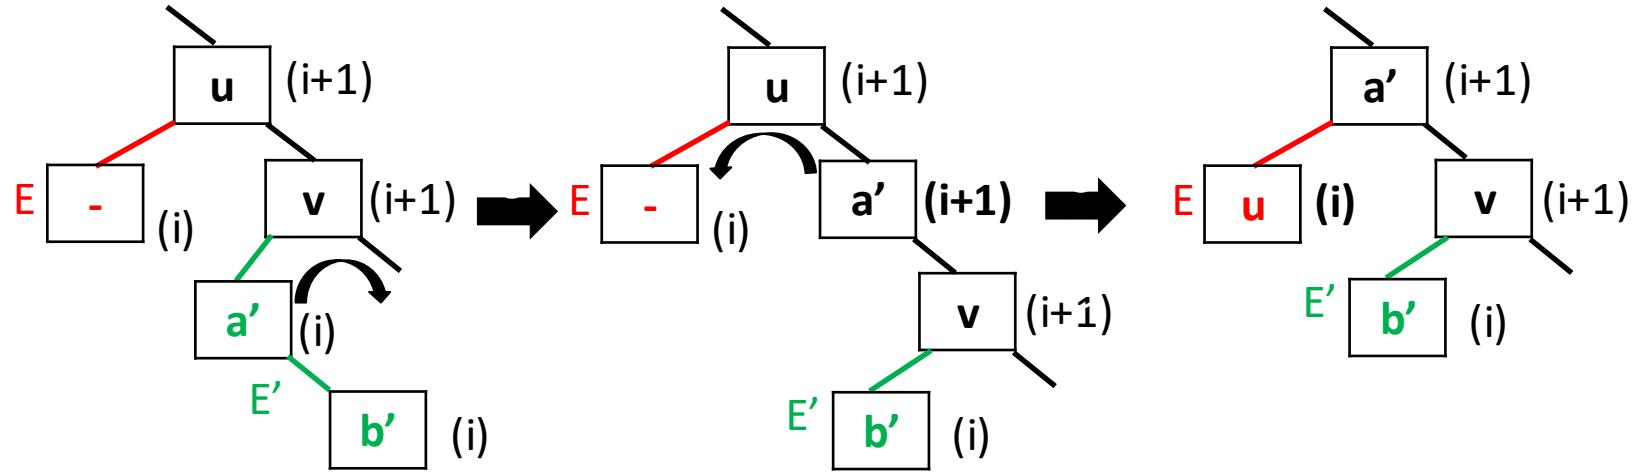 u (i+1)
E - (i)
v (i+1)
a’ (i)
E’
b’ (i)
u (i+1)
E - (i)
a’ (i+1)
v (i+1)
E’
b’ (i)
a’ (i+1)
E u (i)
v (i+1)
E’
b’ (i)